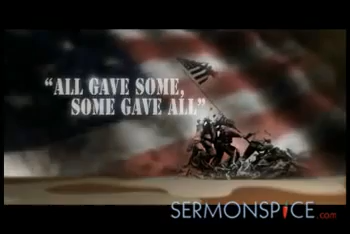 “ALL GAVE SOME,
SOME GAVE ALL”
SERMONSPICE.com